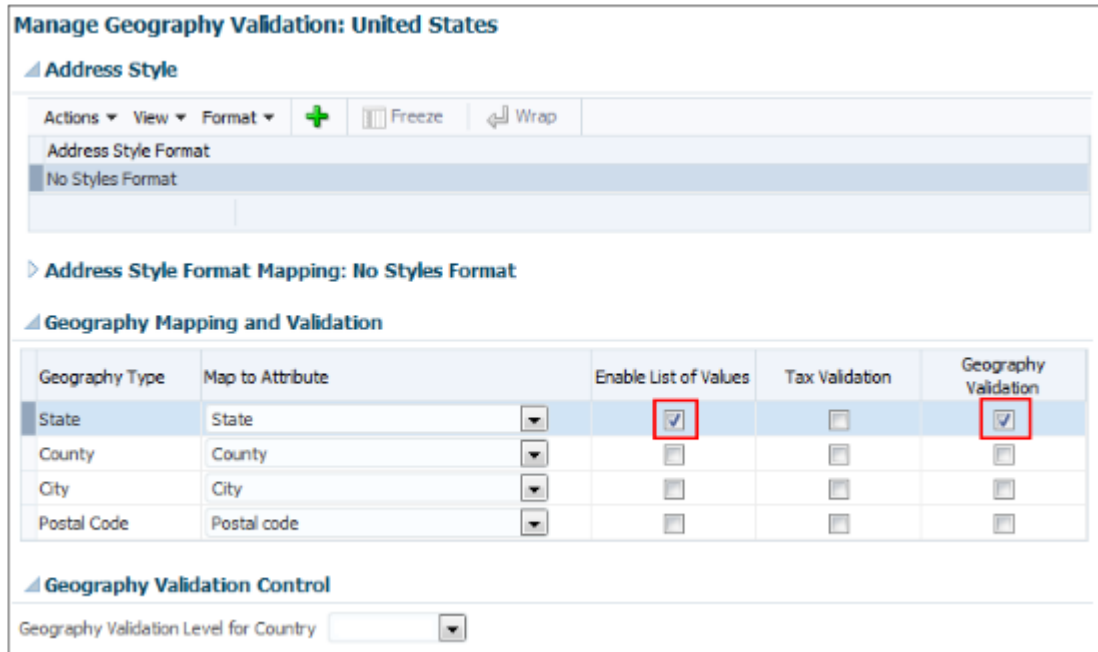 Manage Geography Validation: United States
Address Style
Actions View Format Freeze Wrap
Address Style Format
No Styles Format
Address Style Format Mapping: No Styles Format
Geography Mapping and Validation
Geography Type Map to Attribute Enable List of Values Tax Validation Geography Validation
State State
County County
City City
Postal Code Postal code
Geography Validation Control
Geography Validation Level for Country